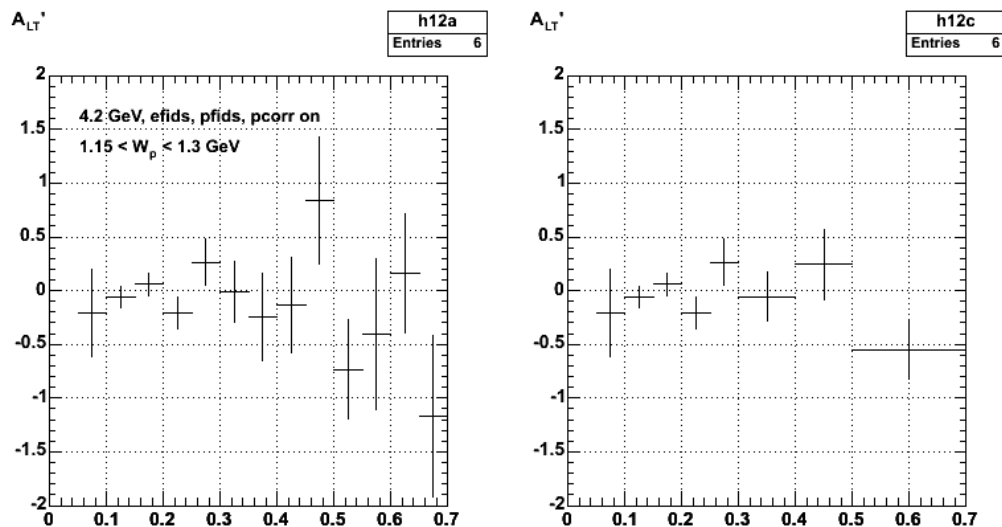 A_LT'
h12a
Entries 6
4.2 GeV, efids, pfids, pcorr on
1.15 < W_p < 1.3 GeV
2
1.5
1
0.5
0
-0.5
-1
-1.5
-2
0 0.1 0.2 0.3 0.4 0.5 0.6 0.7
A_LT'
h12c
Entries 6
2
1.5
1
0.5
0
-0.5
-1
-1.5
-2
0 0.1 0.2 0.3 0.4 0.5 0.6 0.7